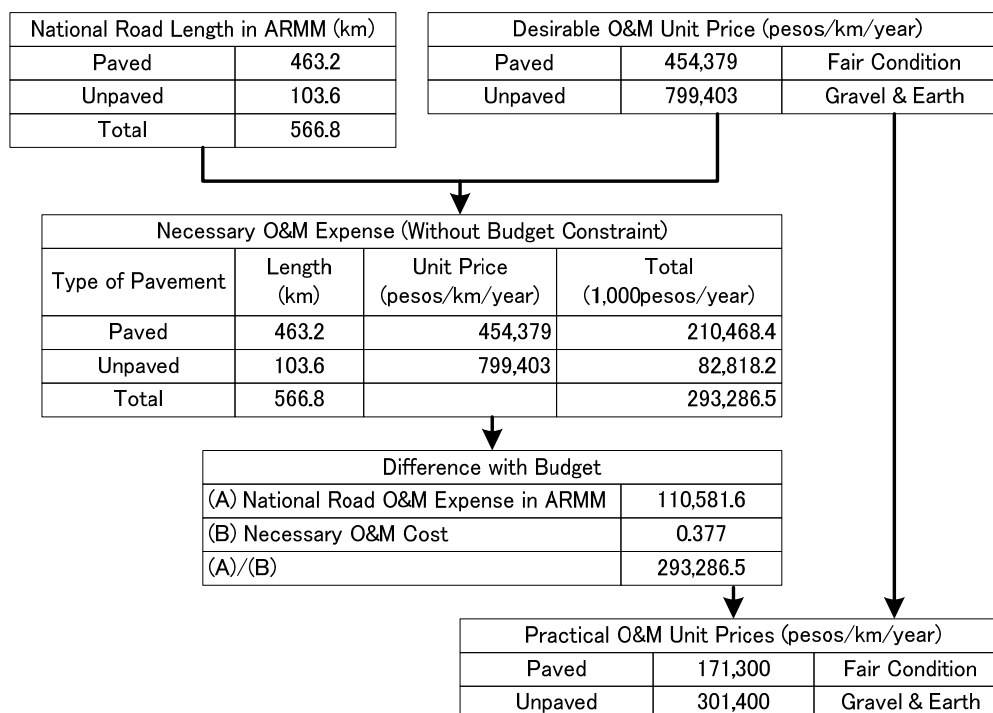 National Road Length in ARMM (km)
Paved 463.2
Unpaved 103.6
Total 566.8
Desirable O&M Unit Price (pesos/km/year)
Paved 454,379 Fair Condition
Unpaved 799,403 Gravel & Earth
Necessary O&M Expense (Without Budget Constraint)
Type of Pavement Length (km) Unit Price (pesos/km/year) Total (1,000pesos/year)
Paved 463.2 454,379 210,468.4
Unpaved 103.6 799,403 82,818.2
Total 566.8 293,286.5
Difference with Budget
(A) National Road O&M Expense in ARMM 110,581.6
(B) Necessary O&M Cost 0.377
(A)/(B) 293,286.5
Practical O&M Unit Prices (pesos/km/year)
Paved 171,300 Fair Condition
Unpaved 301,400 Gravel & Earth